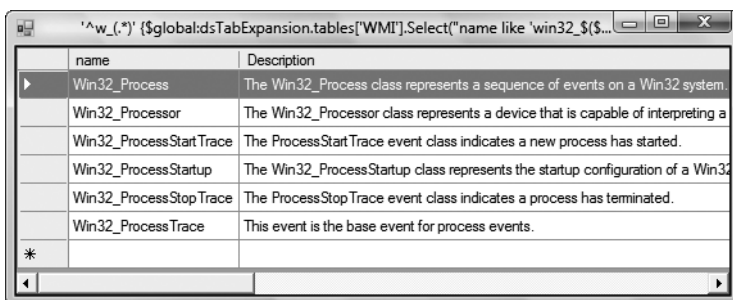 '^w_(.*)' {$global:dsTabExpansion.tables['WMI'].Select("name like 'win32_$($...
name Description
Win32_Process The Win32_Process class represents a sequence of events on a Win32 system.
Win32_Processor The Win32_Processor class represents a device that is capable of interpreting a
Win32_ProcessStartTrace The ProcessStartTrace event class indicates a new process has started.
Win32_ProcessStartup The Win32_ProcessStartup class represents the startup configuration of a Win32
Win32_ProcessStopTrace The ProcessStopTrace event class indicates a process has terminated.
Win32_ProcessTrace This event is the base event for process events.